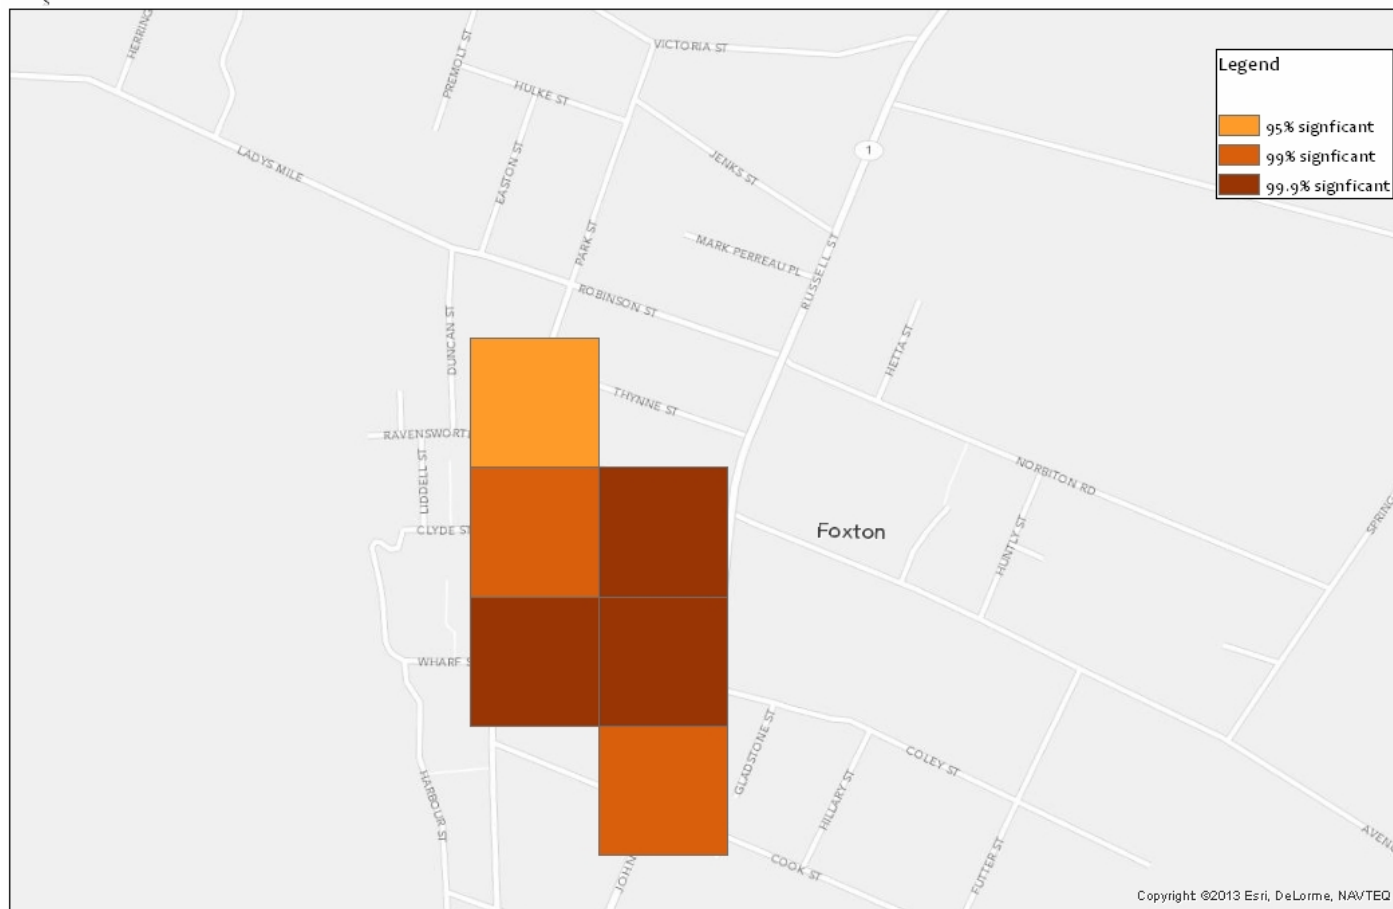 HERRING
PREMOLT ST
VICTORIA ST
Legend
HULKE ST
95% signficant
1
JENKS ST
99% signficant
LADYS MILE
EASTON ST
99.9% signficant
PARK ST
MARK PERREAU PL
RUSSELL ST
ROBINSON ST
DUNCAN ST
HETTA ST
THYNNE ST
RAVENSWORT
LIDDELL ST
NORBITON RD
SPRING
CLYDE ST
Foxton
HUNTLY ST
WHARF S
GLADSTONE ST
COLEY ST
HARBOUR ST
HILLARY ST
AVENU
FUTTER ST
COOK ST
JOHN
Copyright ©2013 Esri, DeLorme, NAVTEQ